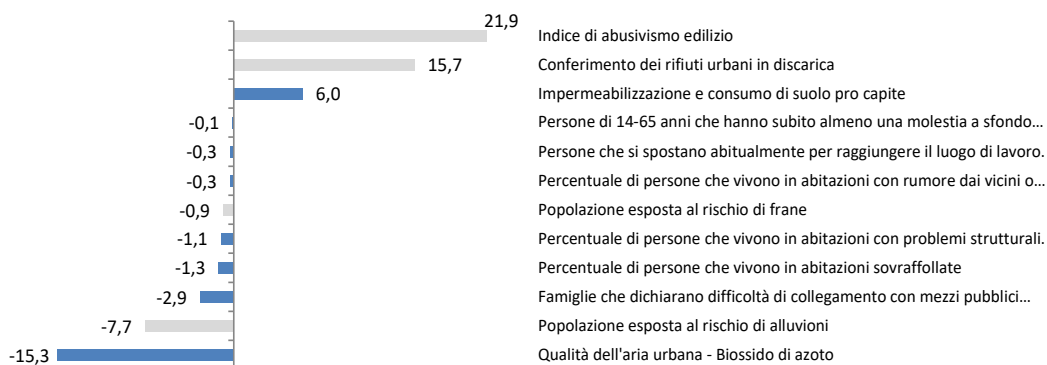 21,9 Indice di abusivismo edilizio
15,7 Conferimento dei rifiuti urbani in discarica
6,0 Impermeabilizzazione e consumo di suolo pro capite
-0,1 Persone di 14-65 anni che hanno subito almeno una molestia a sfondo…
-0,3 Persone che si spostano abitualmente per raggiungere il luogo di lavoro.
-0,3 Percentuale di persone che vivono in abitazioni con rumore dai vicini o…
-0,9 Popolazione esposta al rischio di frane
-1,1 Percentuale di persone che vivono in abitazioni con problemi strutturali.
-1,3 Percentuale di persone che vivono in abitazioni sovraffollate
-2,9 Famiglie che dichiarano difficoltà di collegamento con mezzi pubblici…
-7,7 Popolazione esposta al rischio di alluvioni
-15,3 Qualità dell'aria urbana - Biossido di azoto